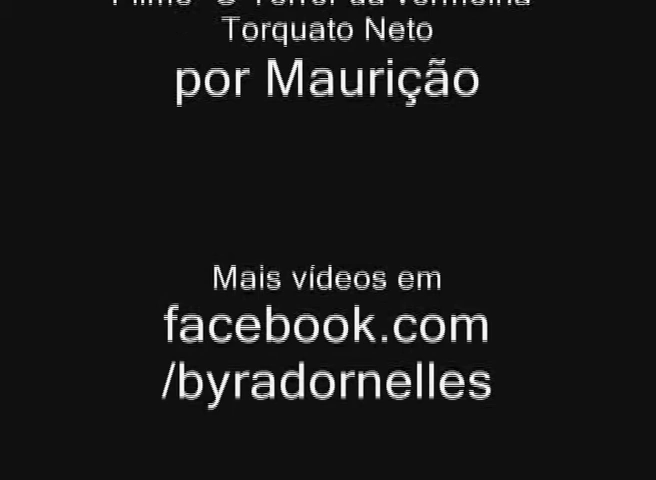 Torquato Neto
por Maurição
Mais vídeos em
facebook.com
/byradornelles